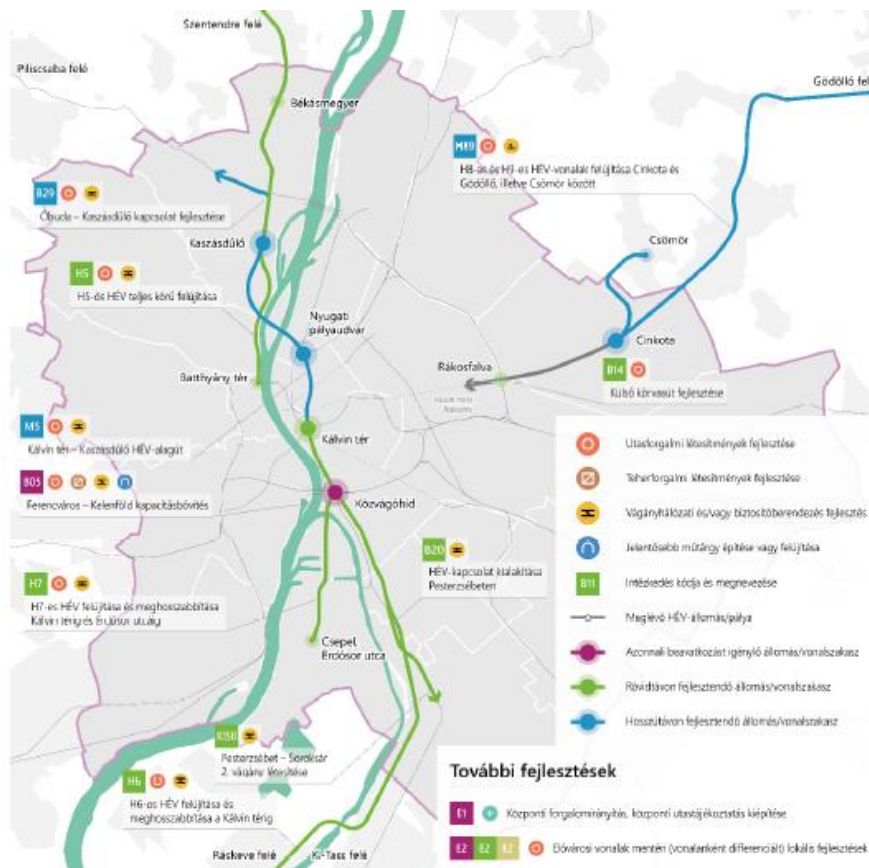 Szentendre felé
Piliscsaba felé
Gödöllő fel
Békásmegyer
MH9
H8-as és H9-es HÉV-vonalak felújítása Cinkota és
Gödöllő, illetve Csömör között
B29
Óbuda – Kaszásdűlő kapcsolat fejlesztése
Kaszásdűlő
Csömör
H5
H5-ös HÉV teljes körű felújítása
Nyugati
pályaudvar
Cinkota
Rákosfalva
Batthyány tér
B14
Külső körvasút fejlesztése
M5
Kálvin tér – Kaszásdűlő HÉV-alagút
Kálvin tér
B05
Ferencváros – Kelenföld kapacitásbővítés
Közvágóhíd
B20
HÉV-kapcsolat kialakítása
Pesterzsébeten
H7
H7-es HÉV felújítása és meghosszabbítása
Kálvin térig és Erdősor utcáig
Csepel,
Erdősor utca
K150
Pesterzsébet – Soroksár
2. vágány létesítése
H6
H6-os HÉV felújítása és
meghosszabbítása a Kálvin térig
Ráckeve felé
Utasforgalmi létesítmények fejlesztése
Teherforgalmi létesítmények fejlesztése
Vágányhálózati és/vagy biztosítóberendezés fejlesztés
Jelentősebb műtárgy építése vagy felújítása
B11
Intézkedés kódja és megnevezése
Meglévő HÉV-állomás/pálya
Azonnali beavatkozást igénylő állomás/vonalszakasz
Rövidtávon fejlesztendő állomás/vonalszakasz
Hosszútávon fejlesztendő állomás/vonalszakasz
További fejlesztések
E1
Központi forgalomirányítás, központi utastájékoztatás kiépítése
E2 E2 E2
Elővárosi vonalak mentén (vonalanként differenciált) lokális fejlesztések